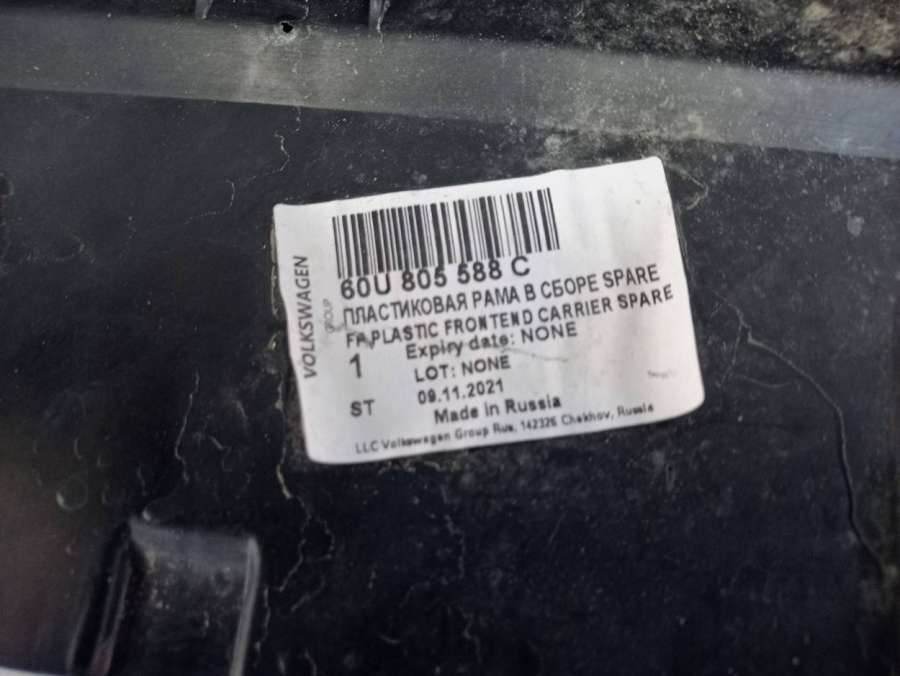 VOLKSWAGEN
GROUP
60U 805 588 C
ПЛАСТИКОВАЯ РАМА В СБОРЕ SPARE
FA,PLASTIC FRONTEND CARRIER SPARE
1 Expiry date: NONE
LOT: NONE
ST 09.11.2021
Made in Russia
LLC Volkswagen Group Rus. 142326 Chekhov, Russia